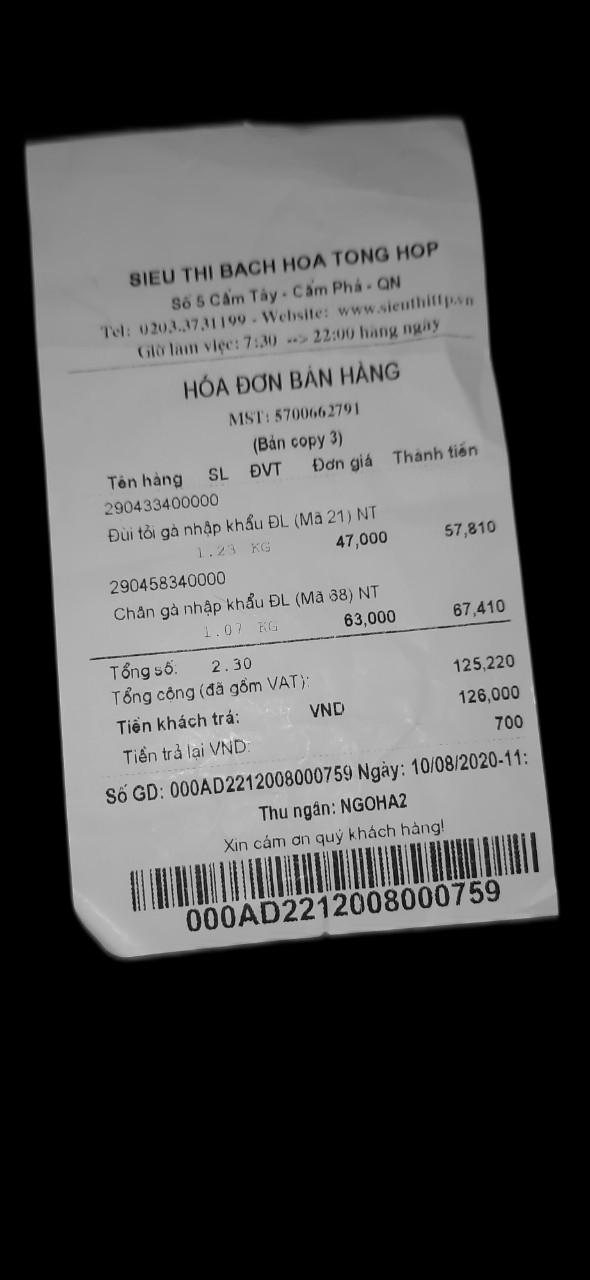 SIEU THI BACH HOA TONG HOP
Số 5 Cẩm Tây - Cẩm Phả - QN
Tel: 0203.3731199 - Website: www.sieuthittp.vn
Giờ làm việc: 7:30 --> 22:00 hàng ngày
HÓA ĐƠN BÁN HÀNG
MST: 5700662791
(Bản copy 3)
Tên hàng SL ĐVT Đơn giá Thành tiền
290433400000
Đùi tỏi gà nhập khẩu ĐL (Mã 21) NT
1.23 KG 47,000 57,810
290458340000
Chân gà nhập khẩu ĐL (Mã 38) NT
1.07 KG 63,000 67,410
Tổng số: 2.30
Tổng cộng (đã gồm VAT): 125,220
Tiền khách trả: VND 126,000
Tiền trả lại VND: 700
Số GD: 000AD2212008000759 Ngày: 10/08/2020-11:
Thu ngân: NGOHA2
Xin cám ơn quý khách hàng!
000AD2212008000759